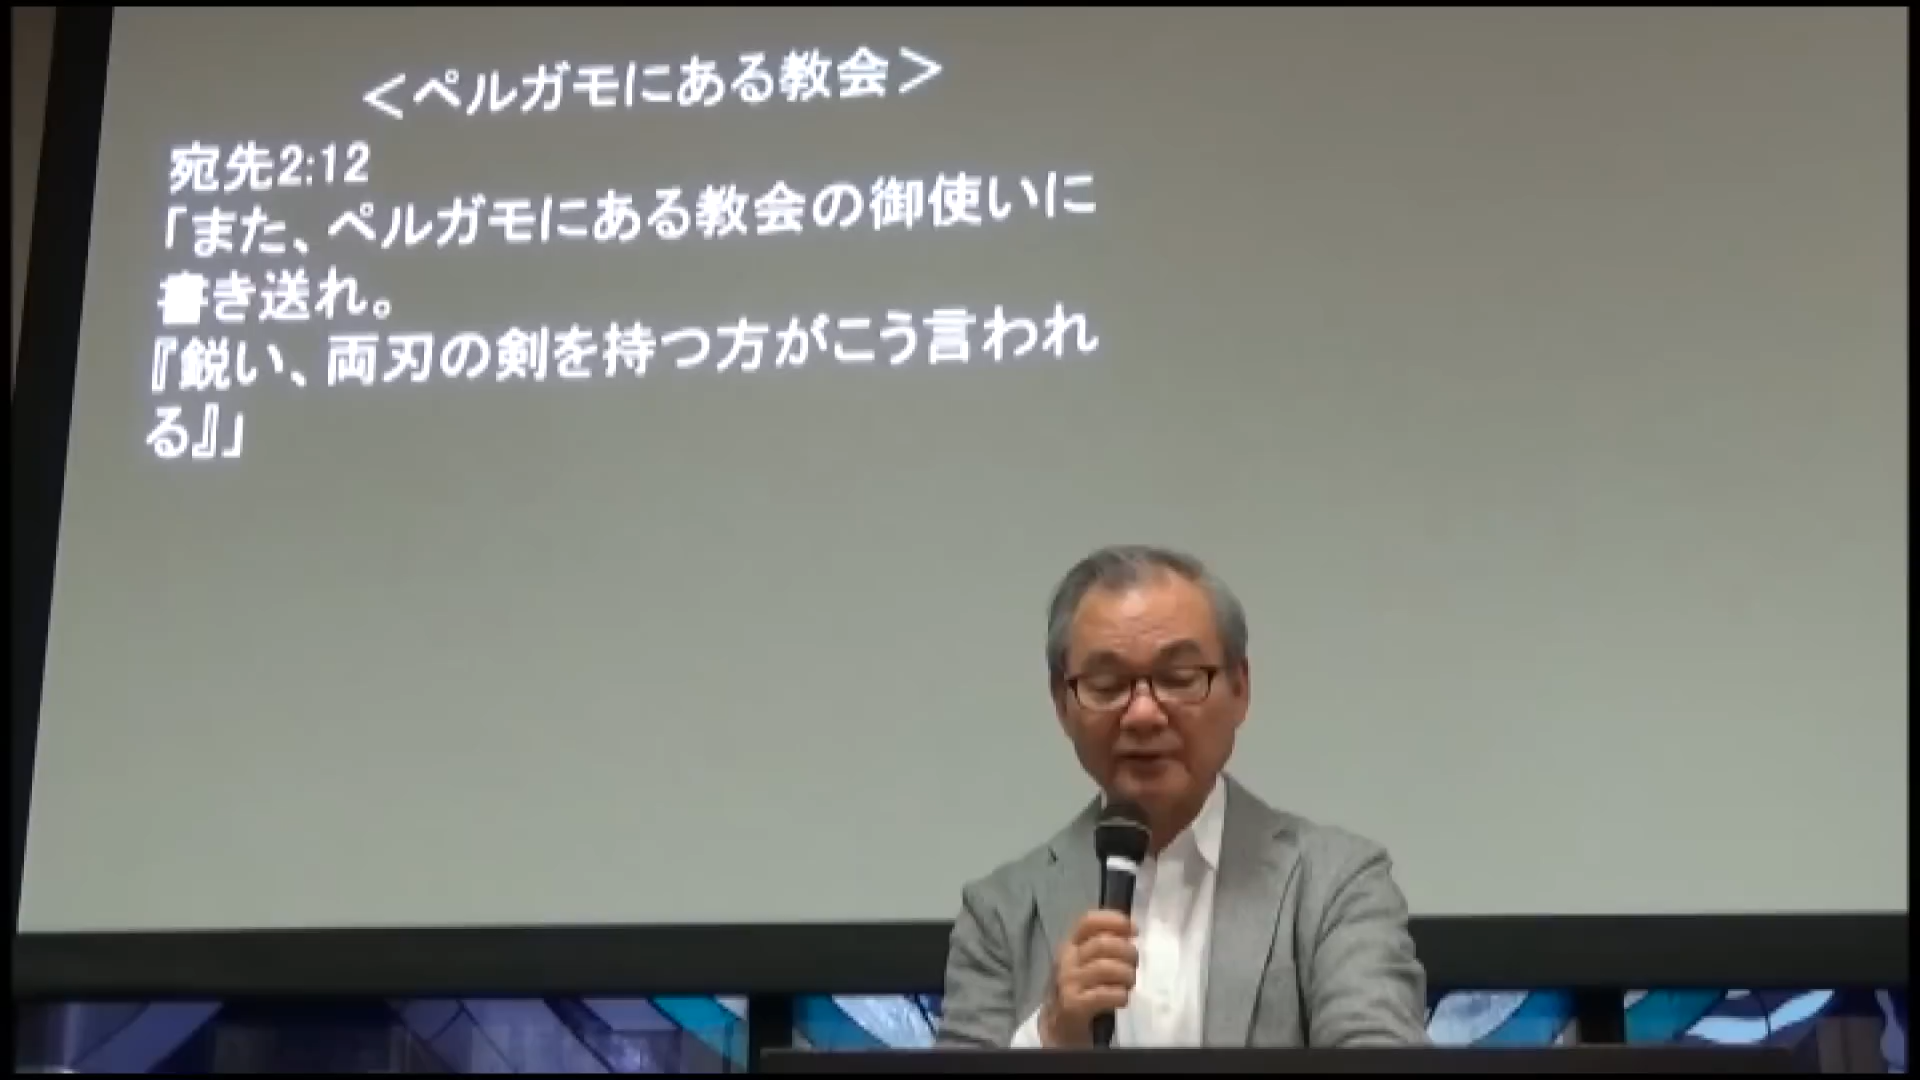 ＜ペルガモにある教会＞
宛先2:12
「また、ペルガモにある教会の御使いに
書き送れ。
『鋭い、両刃の剣を持つ方がこう言われ
る』」